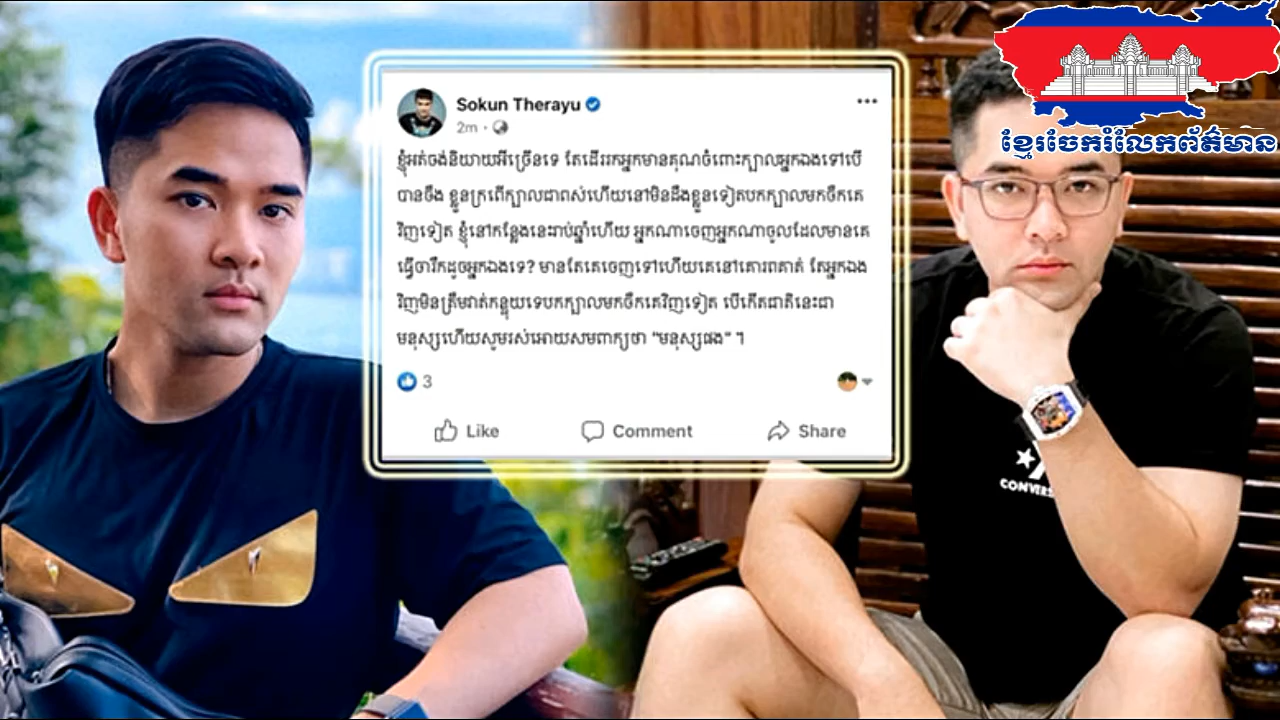 ខ្មែរចែករំលែកព័ត៌មាន
Sokun Therayu
2m
ខ្ញុំអត់ចង់និយាយអីច្រើនទេ តែដើរអកអ្នកមានគុណចំពោះក្បាលអ្នកឯងទៅបើ
បានចឹង ខ្លួនក្រពើក្បាលជាពស់ហើយនៅមិនដឹងខ្លួនទៀតបកក្បាលមកចឹកគេ
វិញទៀត ខ្ញុំនៅកន្លែងនេះរាប់ឆ្នាំហើយ អ្នកណាចេញអ្នកណាចូលដែលមានគេ
ធ្វើចារឹកដូចអ្នកឯងទេ? មានតែគេចេញទៅហើយគេនៅគោរពគាត់ តែអ្នកឯង
វិញមិនត្រឹមវាត់កន្ទុយទេបកក្បាលមកចឹកគេវិញទៀត បើកើតជាតិនេះជា
មនុស្សហើយសូមរស់អោយសមពាក្យថា “មនុស្សផង” ។
3
Like
Comment
Share